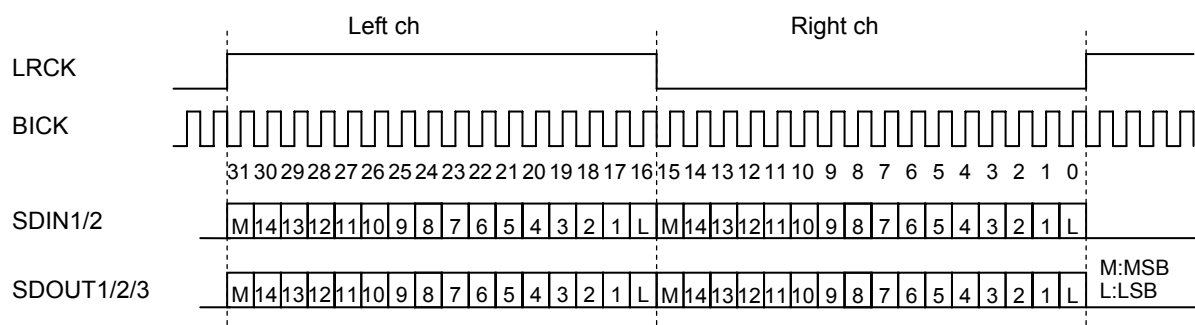 Left ch Right ch
LRCK
BICK
31 30 29 28 27 26 25 24 23 22 21 20 19 18 17 16 15 14 13 12 11 10 9 8 7 6 5 4 3 2 1 0
SDIN1/2 M 14 13 12 11 10 9 8 7 6 5 4 3 2 1 L M 14 13 12 11 10 9 8 7 6 5 4 3 2 1 L
SDOUT1/2/3 M 14 13 12 11 10 9 8 7 6 5 4 3 2 1 L M 14 13 12 11 10 9 8 7 6 5 4 3 2 1 L
M:MSB
L:LSB